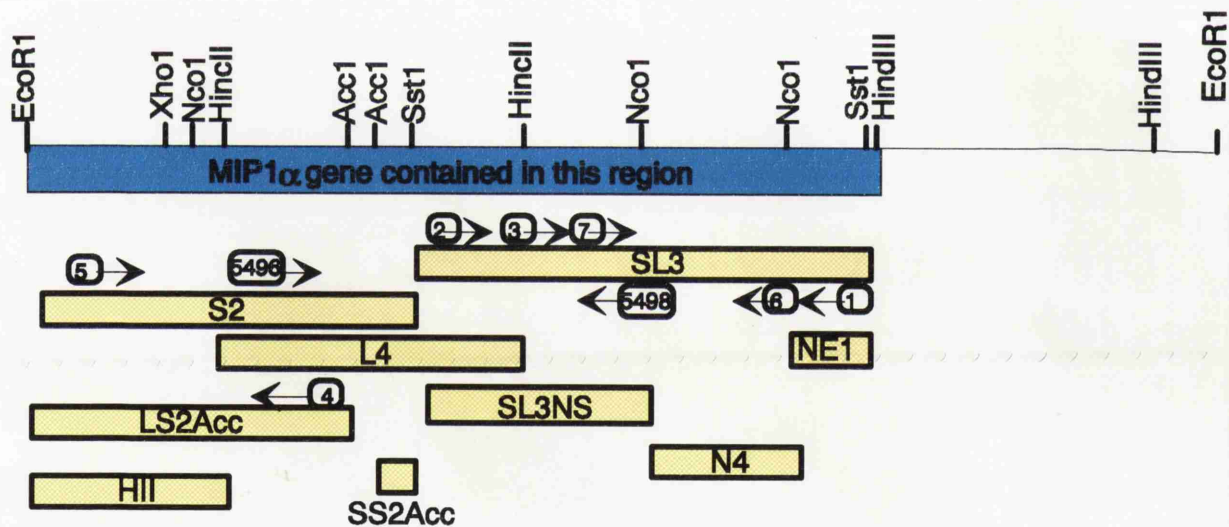 EcoR1
Xho1
Nco1
HincII
Acc1
Acc1
Sst1
HincII
Nco1
Nco1
Sst1
HindIII
HindIII
EcoR1
MIP1α gene contained in this region
2
3
7
5
5496
SL3
S2
5498
6
1
L4
NE1
4
LS2Acc
SL3NS
N4
HII
SS2Acc